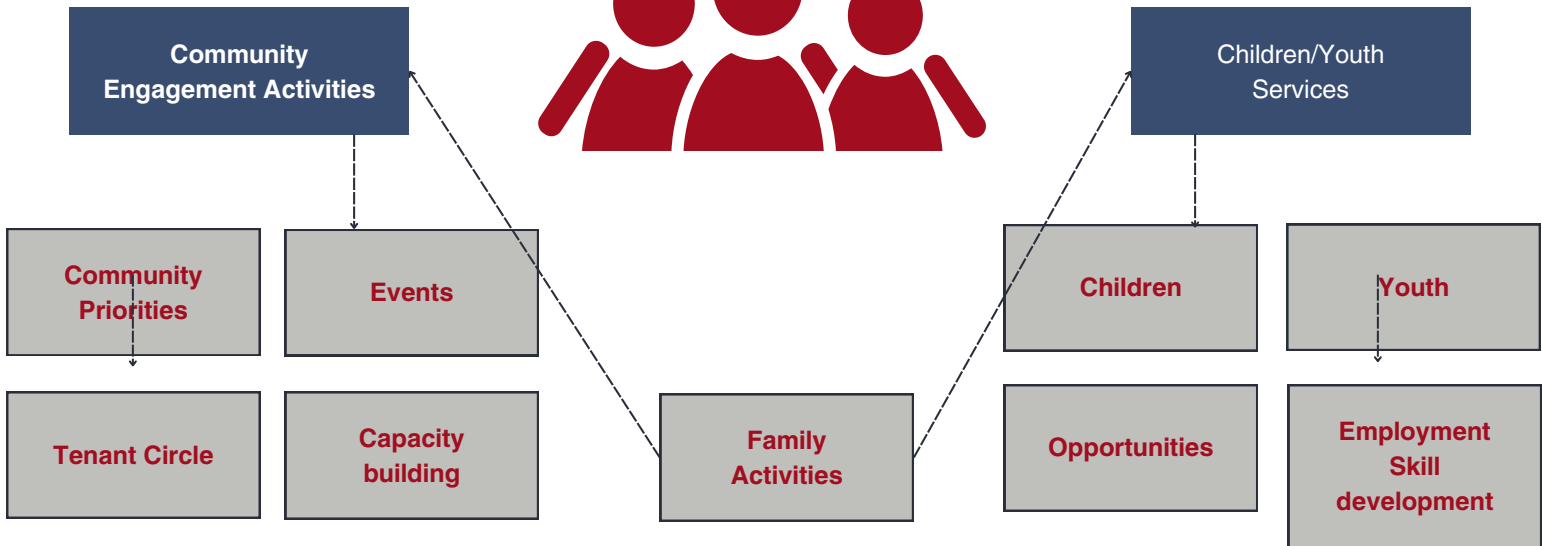 Community
Engagement Activities
Children/Youth
Services
Community
Priorities
Events
Children
Youth
Tenant Circle
Capacity
building
Family
Activities
Opportunities
Employment
Skill
development